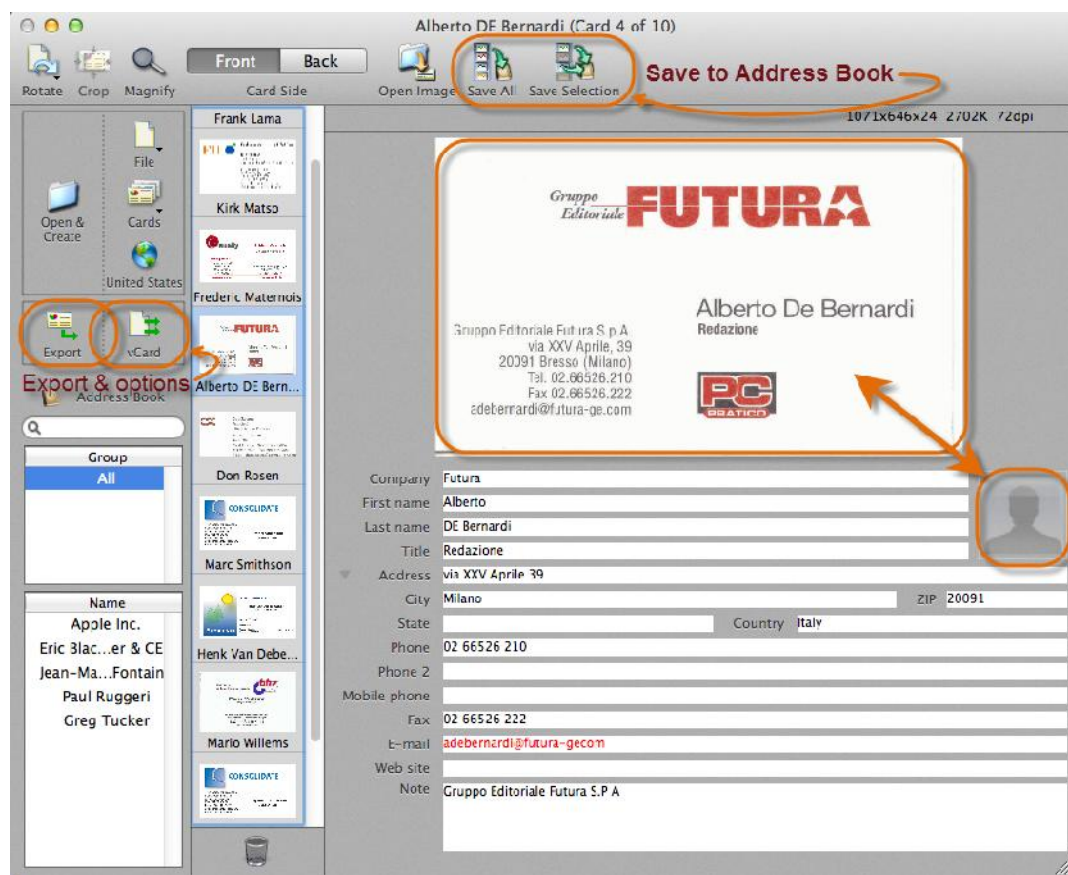 Alberto DE Bernardi (Card 4 of 10)
Rotate Crop Magnify
Front Back
Card Side
Open Image Save All Save Selection
Save to Address Book
1071x646x24 2702K 72dpi
File
Open & Create
Cards
United States
Export vCard
Export & options
Address Book
Group
All
Name
Apple Inc.
Eric Blac...er & CE
Jean-Ma...Fontain
Paul Ruggeri
Greg Tucker
Frank Lama
Kirk Matso
Frederic Maternois
FUTURA
Alberto DE Bern...
Don Rosen
CONSOLIDATE
Marc Smithson
Henk Van Debe...
bhz
Mario Willems
CONSOLIDATE
Gruppo
Editoriale FUTURA
Alberto De Bernardi
Redazione
Gruppo Editoriale Futura S.p.A.
via XXV Aprile, 39
20091 Bresso (Milano)
Tel. 02.66526.210
Fax 02.66526.222
adebernardi@futura-ge.com
PC
PRATICO
Company Futura
First name Alberto
Last name DE Bernardi
Title Redazione
Address via XXV Aprile 39
City Milano ZIP 20091
State Country Italy
Phone 02 66526 210
Phone 2
Mobile phone
Fax 02 66526 222
E-mail adebernardi@futura-gecom
Web site
Note Gruppo Editoriale Futura S.P A